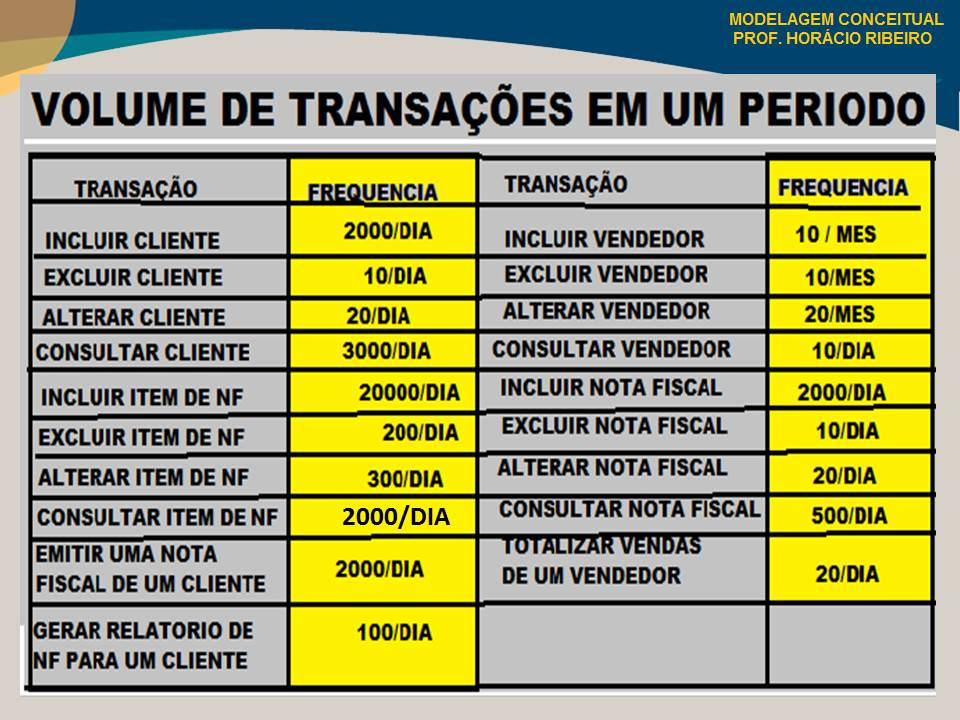 MODELAGEM CONCEITUAL
PROF. HORÁCIO RIBEIRO
VOLUME DE TRANSAÇÕES EM UM PERIODO
TRANSAÇÃO FREQUENCIA TRANSAÇÃO FREQUENCIA
INCLUIR CLIENTE 2000/DIA INCLUIR VENDEDOR 10 / MES
EXCLUIR CLIENTE 10/DIA EXCLUIR VENDEDOR 10/MES
ALTERAR CLIENTE 20/DIA ALTERAR VENDEDOR 20/MES
CONSULTAR CLIENTE 3000/DIA CONSULTAR VENDEDOR 10/DIA
INCLUIR ITEM DE NF 20000/DIA INCLUIR NOTA FISCAL 2000/DIA
EXCLUIR ITEM DE NF 200/DIA EXCLUIR NOTA FISCAL 10/DIA
ALTERAR ITEM DE NF 300/DIA ALTERAR NOTA FISCAL 20/DIA
CONSULTAR ITEM DE NF 2000/DIA CONSULTAR NOTA FISCAL 500/DIA
EMITIR UMA NOTA
FISCAL DE UM CLIENTE 2000/DIA
TOTALIZAR VENDAS
DE UM VENDEDOR 20/DIA
GERAR RELATORIO DE
NF PARA UM CLIENTE 100/DIA